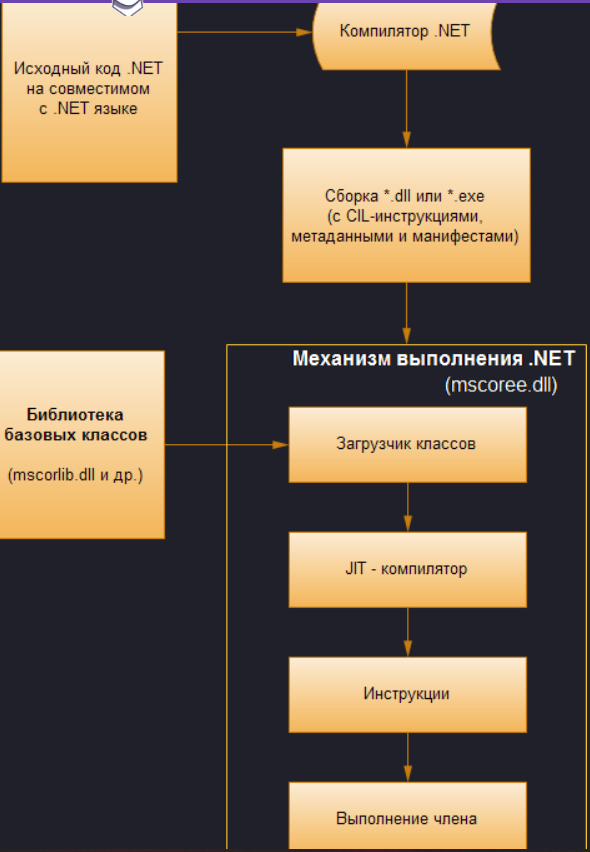 Исходный код .NET
на совместимом
с .NET языке
Компилятор .NET
Сборка *.dll или *.exe
(с CIL-инструкциями,
метаданными и манифестами)
Механизм выполнения .NET
(mscoree.dll)
Библиотека
базовых классов
(mscorlib.dll и др.)
Загрузчик классов
JIT - компилятор
Инструкции
Выполнение члена